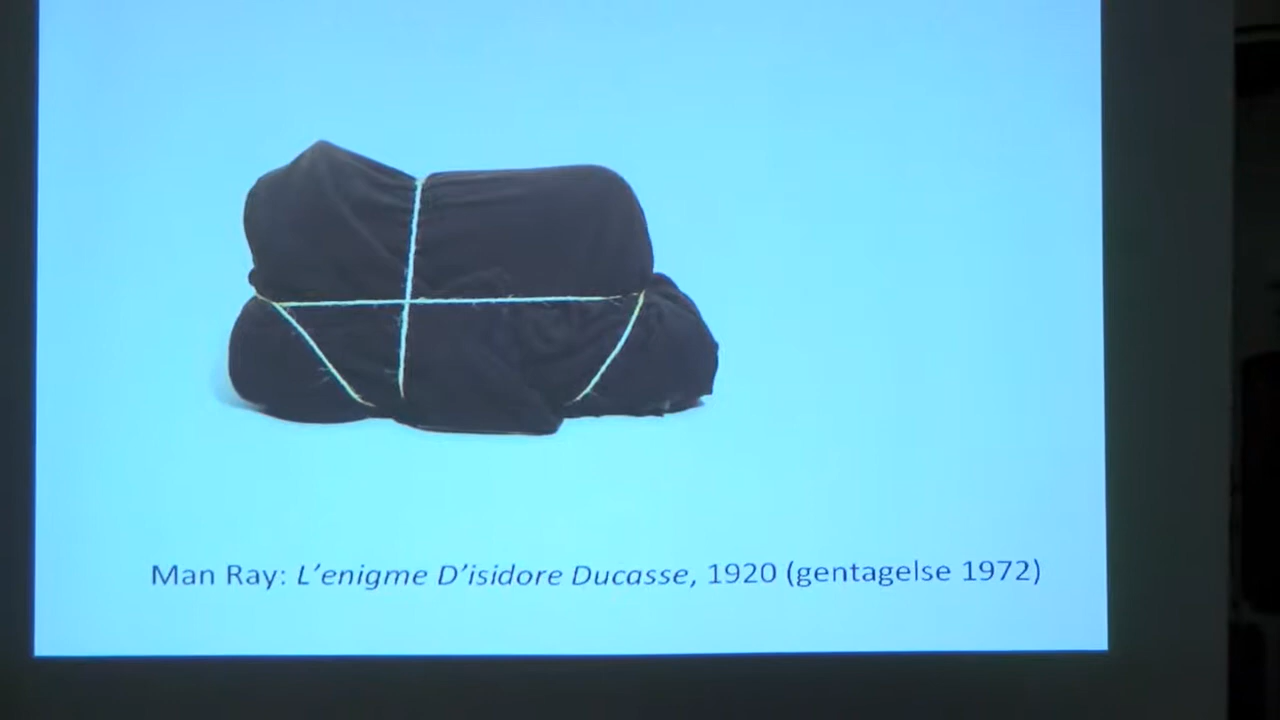 Man Ray: L’enigme D’isidore Ducasse, 1920 (gentagelse 1972)